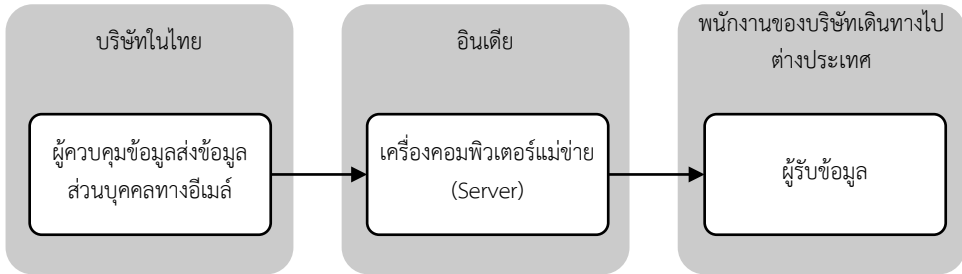 บริษัทในไทย
ผู้ควบคุมข้อมูลส่งข้อมูล
ส่วนบุคคลทางอีเมล์
อินเดีย
เครื่องคอมพิวเตอร์แม่ข่าย
(Server)
พนักงานของบริษัทเดินทางไป
ต่างประเทศ
ผู้รับข้อมูล